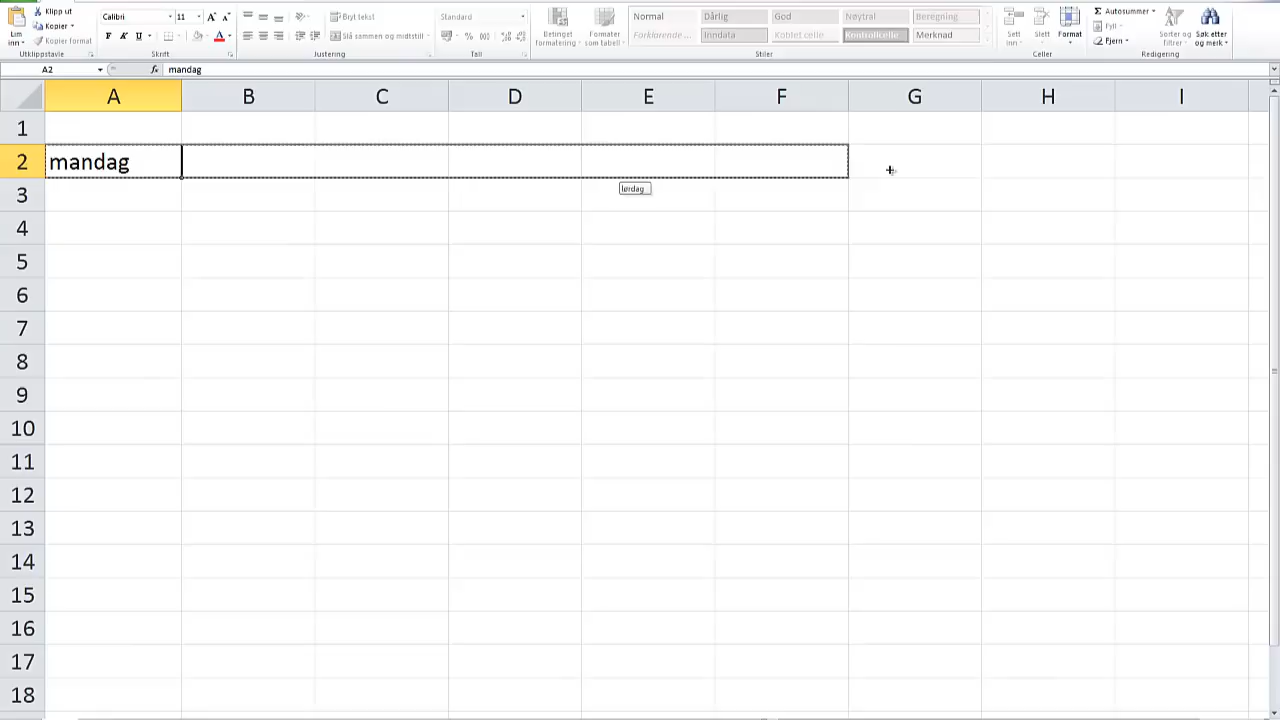 Klipp ut
Lim inn
Kopier
Kopier format
Utklippstavle
Calibri 11
F K U
Skrift
Bryt tekst
Slå sammen og midtstill
Justering
Standard
%
Tall
Betinget formatering
Formater som tabell
Normal Dårlig God Nøytral Beregning
Forklarende ... Inndata Koblet celle Kontrollcelle Merknad
Stiler
Sett inn
Slett
Format
Celler
Autosummer
Fyll
Fjern
Sorter og filtrer
Søk etter og merk
Redigering
A2 fx mandag
A B C D E F G H I
1
2 mandag
lørdag
3
4
5
6
7
8
9
10
11
12
13
14
15
16
17
18